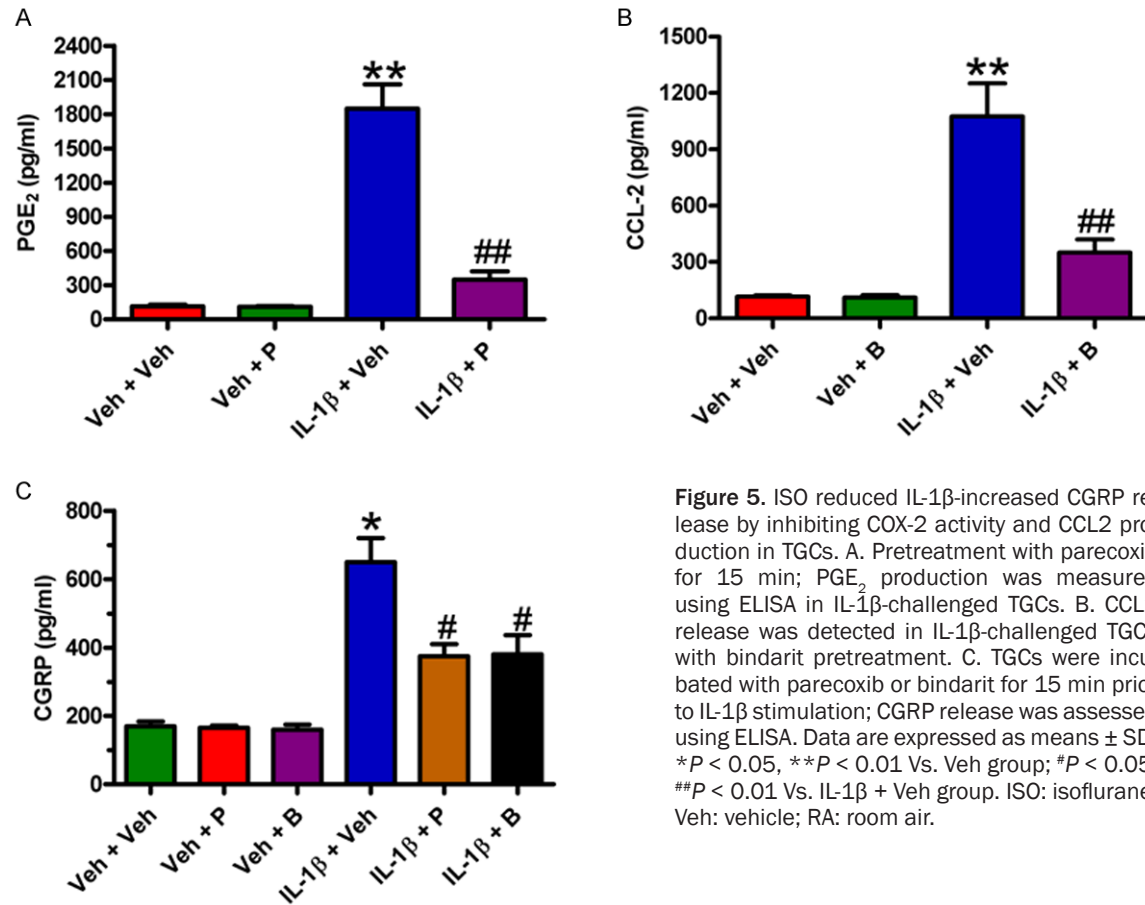 A
PGE2 (pg/ml)
2400
2100
1800
1500
1200
900
600
300
0
**
##
Veh + Veh
Veh + P
IL-1β + Veh
IL-1β + P
B
CCL-2 (pg/ml)
1500
1200
900
600
300
0
**
##
Veh + Veh
Veh + B
IL-1β + Veh
IL-1β + B
C
CGRP (pg/ml)
800
600
400
200
0
*
#
#
Veh + Veh
Veh + P
Veh + B
IL-1β + Veh
IL-1β + P
IL-1β + B
Figure 5. ISO reduced IL-1β-increased CGRP re
lease by inhibiting COX-2 activity and CCL2 pro
duction in TGCs. A. Pretreatment with parecoxi
for 15 min; PGE2 production was measure
using ELISA in IL-1β-challenged TGCs. B. CCL
release was detected in IL-1β-challenged TGC
with bindarit pretreatment. C. TGCs were incu
bated with parecoxib or bindarit for 15 min prio
to IL-1β stimulation; CGRP release was assesse
using ELISA. Data are expressed as means ± SD
*P < 0.05, **P < 0.01 Vs. Veh group; #P < 0.05
##P < 0.01 Vs. IL-1β + Veh group. ISO: isoflurane
Veh: vehicle; RA: room air.